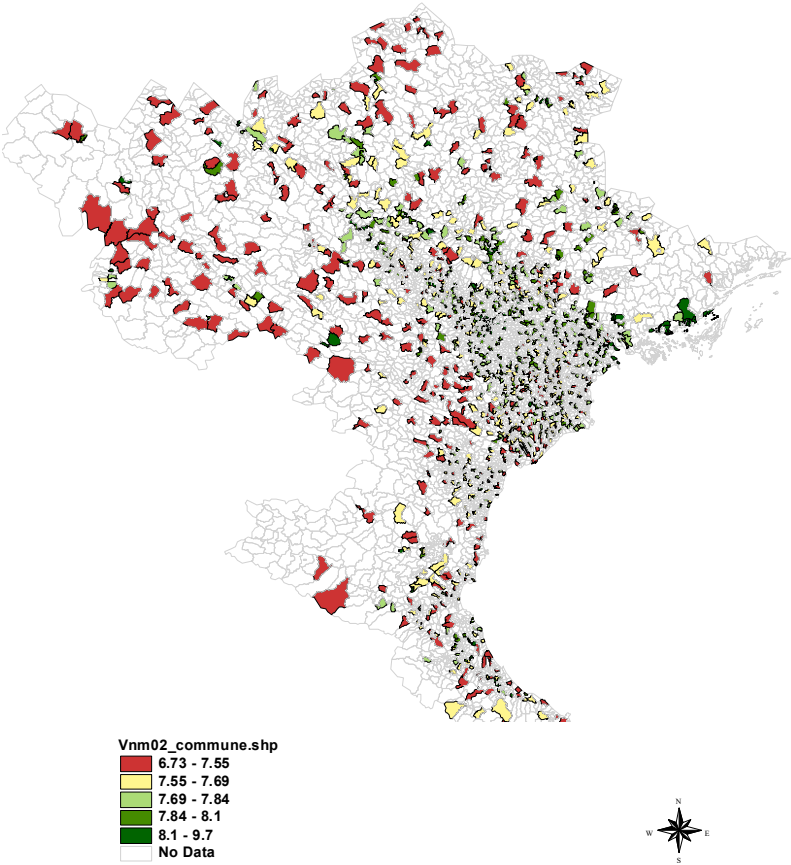 Vnm02_commune.shp
6.73 - 7.55
7.55 - 7.69
7.69 - 7.84
7.84 - 8.1
8.1 - 9.7
No Data
N
W E
S